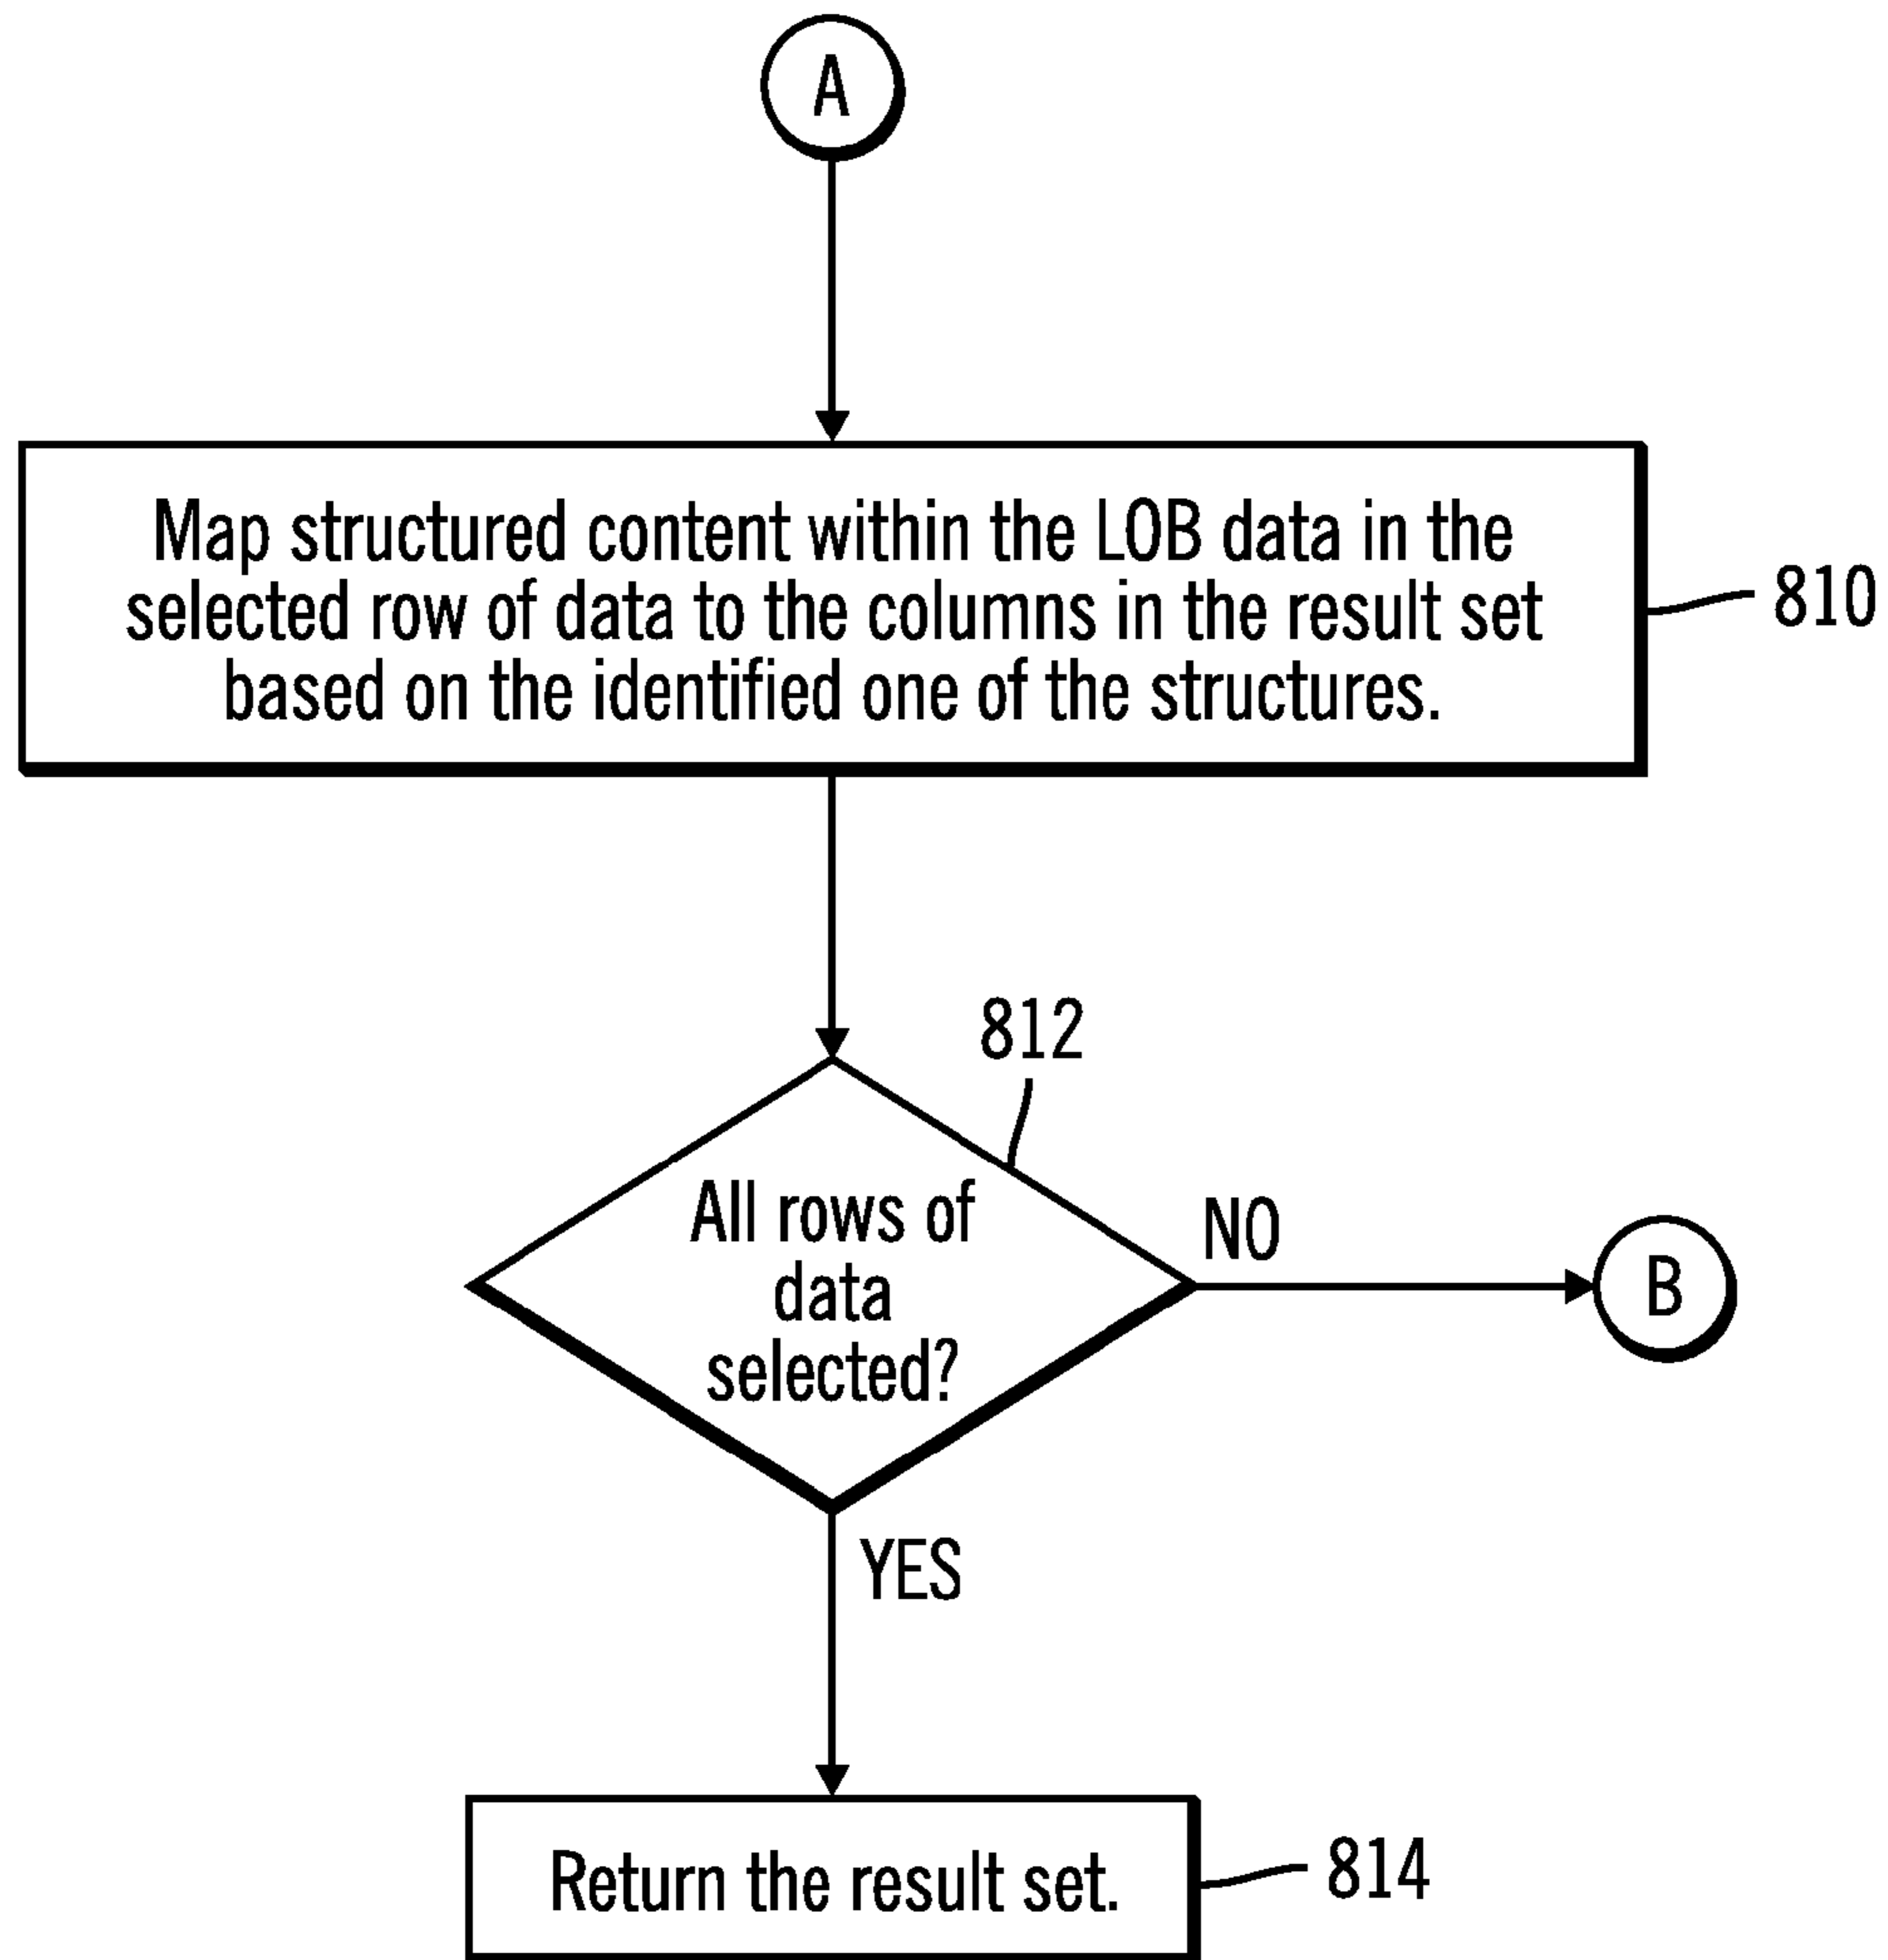 A
Map structured content within the LOB data in the
selected row of data to the columns in the result set
based on the identified one of the structures.
810
812
All rows of
data
selected?
NO
B
YES
Return the result set.
814